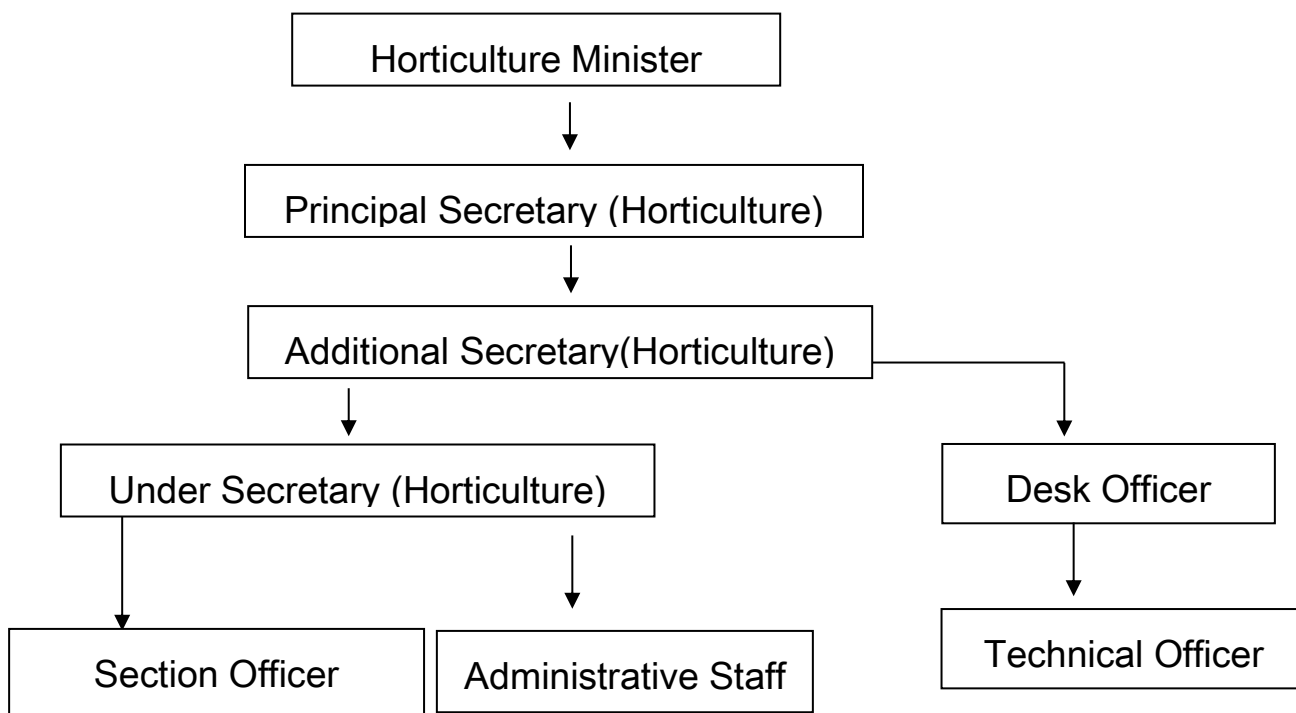 Horticulture Minister
Principal Secretary (Horticulture)
Additional Secretary(Horticulture)
Under Secretary (Horticulture)
Desk Officer
Section Officer
Administrative Staff
Technical Officer